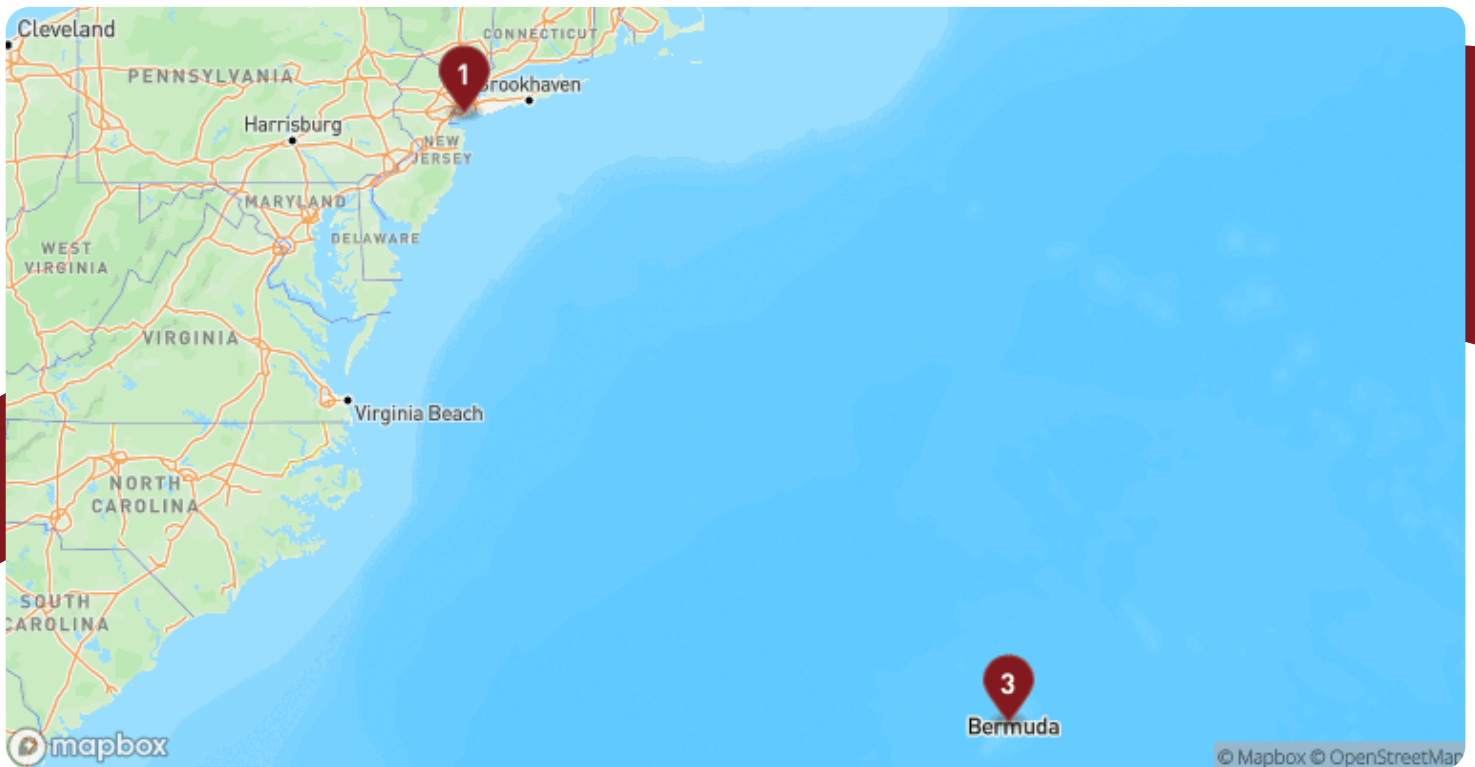 Cleveland
CONNECTICUT
PENNSYLVANIA
1
Brookhaven
Harrisburg
NEW
JERSEY
MARYLAND
DELAWARE
WEST
VIRGINIA
VIRGINIA
Virginia Beach
NORTH
CAROLINA
SOUTH
CAROLINA
3
Bermuda
mapbox
© Mapbox © OpenStreetMap